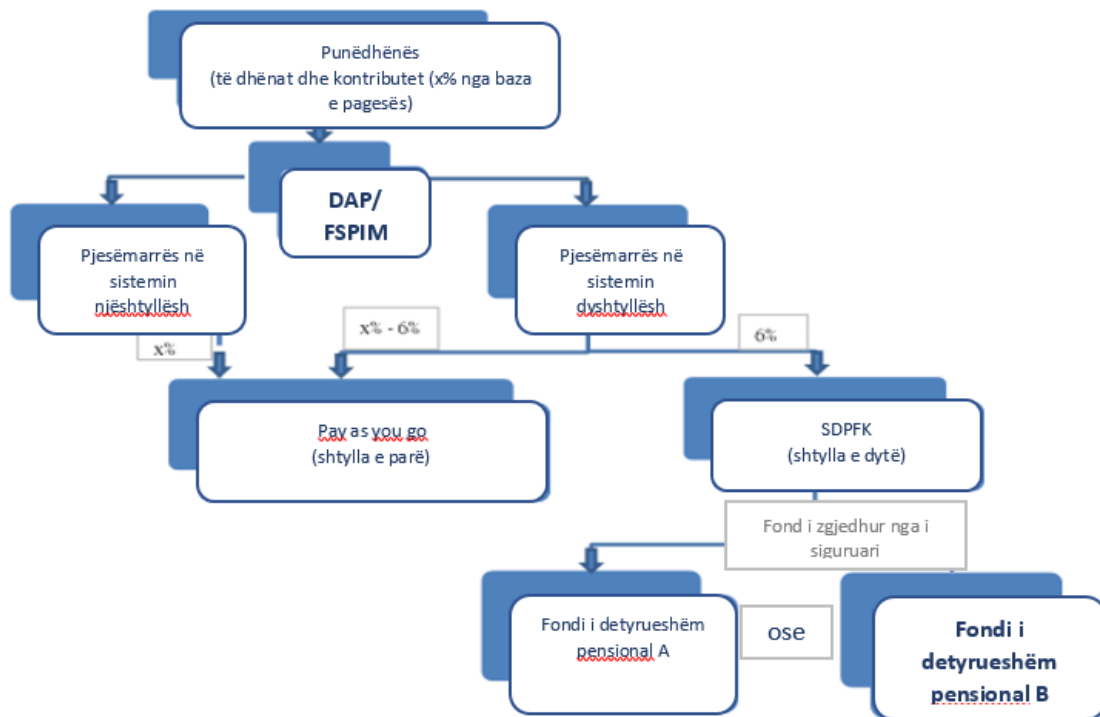 Punëdhënës
(të dhënat dhe kontributet (x% nga baza
e pagesës)
DAP/
FSPIM
Pjesëmarrës në
sistemin
njështyllësh
Pjesëmarrës në
sistemin
dyshtyllësh
x%
x% - 6%
6%
Pay as you go
(shtylla e parë)
SDPFK
(shtylla e dytë)
Fond i zgjedhur nga i
siguruari
Fondi i detyrueshëm
pensional A
ose
Fondi i
detyrueshëm
pensional B